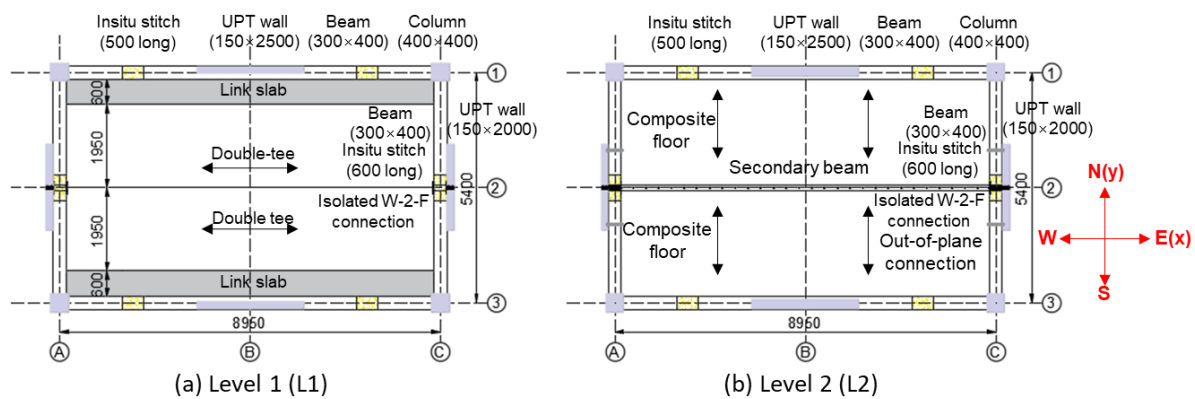 Insitu stitch
(500 long)
UPT wall
(150×2500)
Beam
(300×400)
Column
(400×400)
1
Link slab
600
Beam
(300×400)
Insitu stitch
(600 long)
UPT wall
(150×2000)
1950
Double-tee
2
5400
Isolated W-2-F
connection
1950
Double tee
Link slab
600
3
8950
A
B
C
(a) Level 1 (L1)
Insitu stitch
(500 long)
UPT wall
(150×2500)
Beam
(300×400)
Column
(400×400)
1
Composite
floor
Beam
(300×400)
Insitu stitch
(600 long)
UPT wall
(150×2000)
Secondary beam
2
5400
Isolated W-2-F
connection
Composite
floor
Out-of-plane
connection
3
8950
A
B
C
(b) Level 2 (L2)
N(y)
W
E(x)
S